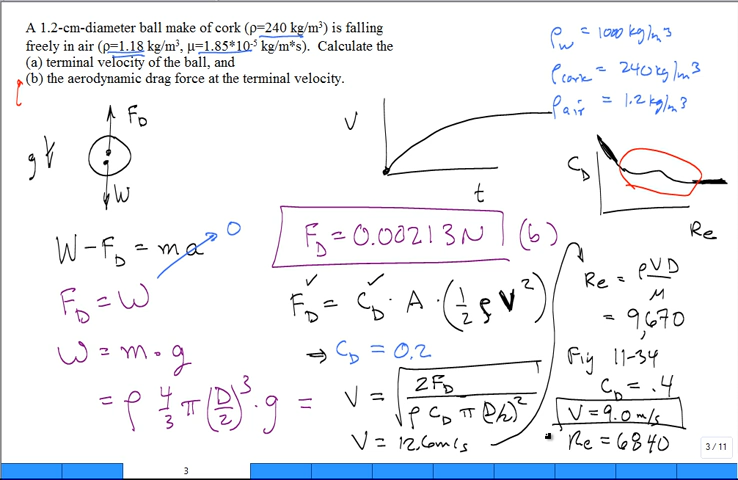 A 1.2-cm-diameter ball make of cork (ρ=240 kg/m³) is falling
freely in air (ρ=1.18 kg/m³, μ=1.85*10⁻⁵ kg/m*s). Calculate the
(a) terminal velocity of the ball, and
(b) the aerodynamic drag force at the terminal velocity.
ρw = 1000 kg/m³
ρcork = 240 kg/m³
ρair = 1.2 kg/m³
F_D
g
W
V
t
C_D
Re
W - F_D = ma 0
F_D = W
W = m · g
= ρ 4/3 π (D/2)³ · g =
F_D = 0.00213 N (b)
F_D = C_D · A · (1/2 ρ V²)
⇒ C_D = 0.2
V = √(2F_D / (ρ C_D π (D/2)²))
V = 12.6 m/s
Re = ρVD/μ
= 9,670
Fig 11-34
C_D = .4
V = 9.0 m/s
Re = 6840
3 / 11
3